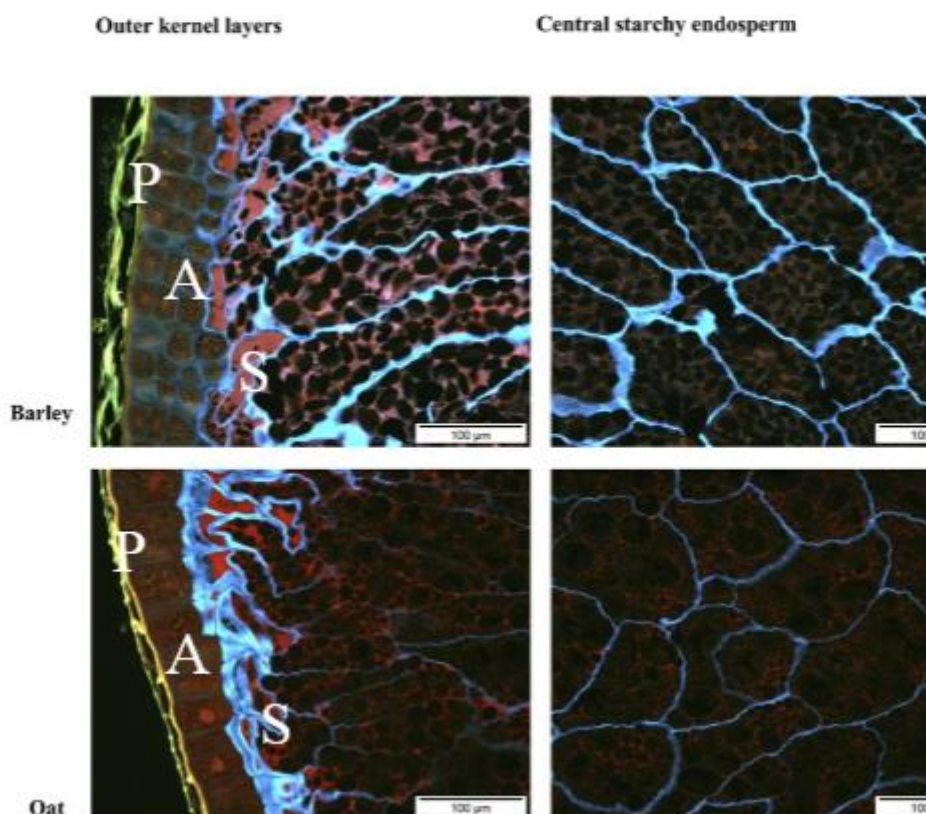 Outer kernel layers
Central starchy endosperm
P
A
S
Barley
100 µm
P
A
S
Oat
100 µm